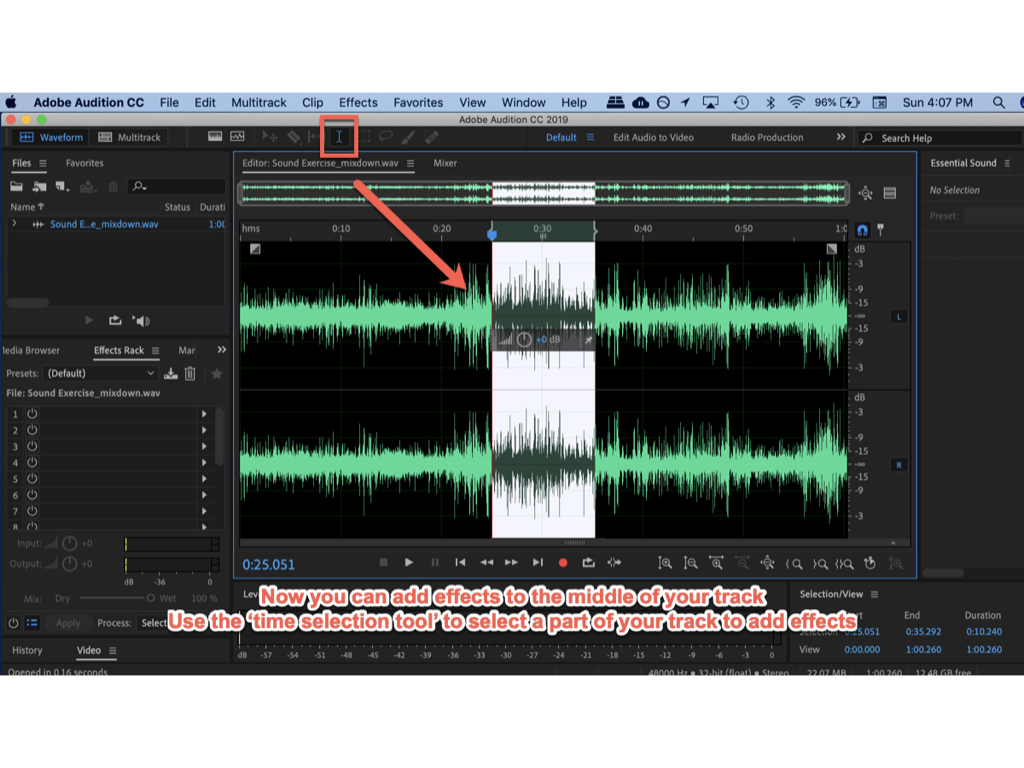 Adobe Audition CC File Edit Multitrack Clip Effects Favorites View Window Help 96% Sun 4:07 PM
Adobe Audition CC 2019
Waveform Multitrack Default Edit Audio to Video Radio Production Search Help
Files Favorites Editor: Sound Exercise_mixdown.wav Mixer Essential Sound
No Selection
Name Status Durati
Preset:
Sound E...e_mixdown.wav 1:00
hms 0:10 0:20 0:30 0:40 0:50 1:0
dB
-3
-9
-15
-∞
-15
-9
-3
L
+0 dB
Media Browser Effects Rack Mar
Presets: (Default)
File: Sound Exercise_mixdown.wav
dB
-3
-9
-15
-∞
-15
-9
-3
R
1
2
3
4
5
6
7
8
Input: +0
Output: +0
dB -36 0
Mix: Dry Wet 100 %
Apply Process: Select
History Video
Opened in 0.16 seconds
0:25.051
Now you can add effects to the middle of your track
Use the 'time selection tool' to select a part of your track to add effects
dB -57 -54 -51 -48 -45 -42 -39 -36 -33 -30 -27 -24 -21 -18 -15 -12 -9 -6 -3 0
Selection/View
End Duration
Selection 0:25.051 0:35.292 0:10.240
View 0:00.000 1:00.260 1:00.260
48000 Hz • 32-bit (float) • Stereo 22.07 MB 1:00.260 12.48 GB free